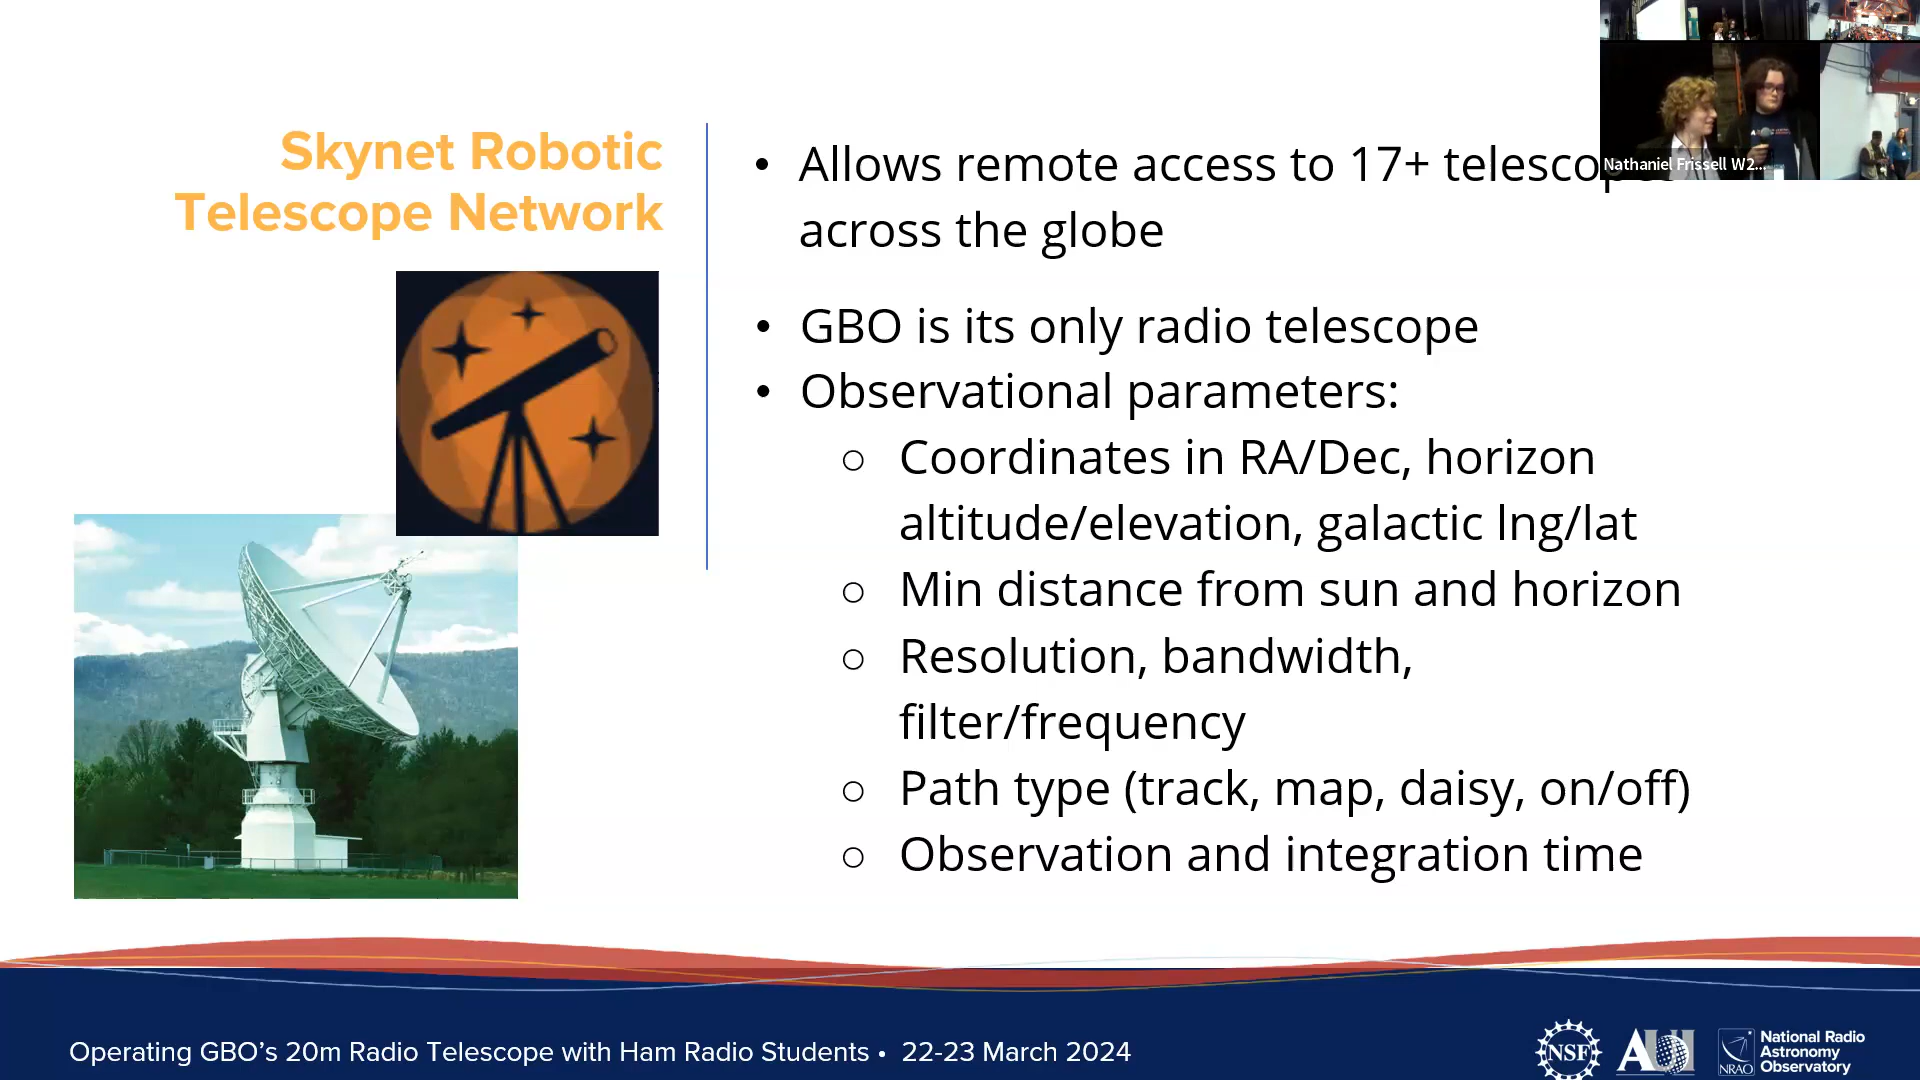 Skynet Robotic
Telescope Network
• Allows remote access to 17+
across the globe
• GBO is its only radio telescope
• Observational parameters:
○ Coordinates in RA/Dec, horizon
altitude/elevation, galactic lng/lat
○ Min distance from sun and horizon
○ Resolution, bandwidth,
filter/frequency
○ Path type (track, map, daisy, on/off)
○ Observation and integration time
Nathaniel Frissell W2...
Operating GBO’s 20m Radio Telescope with Ham Radio Students • 22-23 March 2024
NSF
AUI
NRAO
National Radio
Astronomy
Observatory